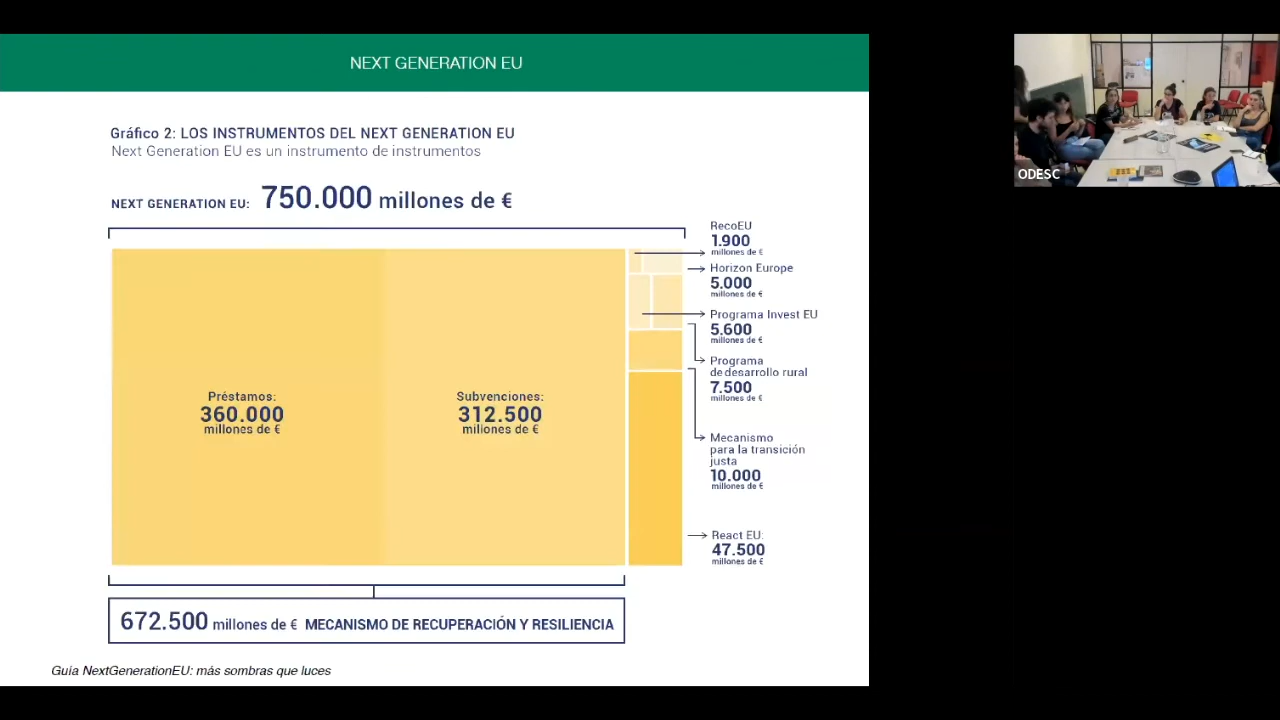 NEXT GENERATION EU
Gráfico 2: LOS INSTRUMENTOS DEL NEXT GENERATION EU
Next Generation EU es un instrumento de instrumentos
NEXT GENERATION EU: 750.000 millones de €
RecoEU
1.900
millones de €
Horizon Europe
5.000
millones de €
Programa Invest EU
5.600
millones de €
Programa
de desarrollo rural
7.500
millones de €
Mecanismo
para la transición
justa
10.000
millones de €
React EU:
47.500
millones de €
Préstamos:
360.000
millones de €
Subvenciones:
312.500
millones de €
672.500 millones de € MECANISMO DE RECUPERACIÓN Y RESILIENCIA
Guía NextGenerationEU: más sombras que luces
ODESC